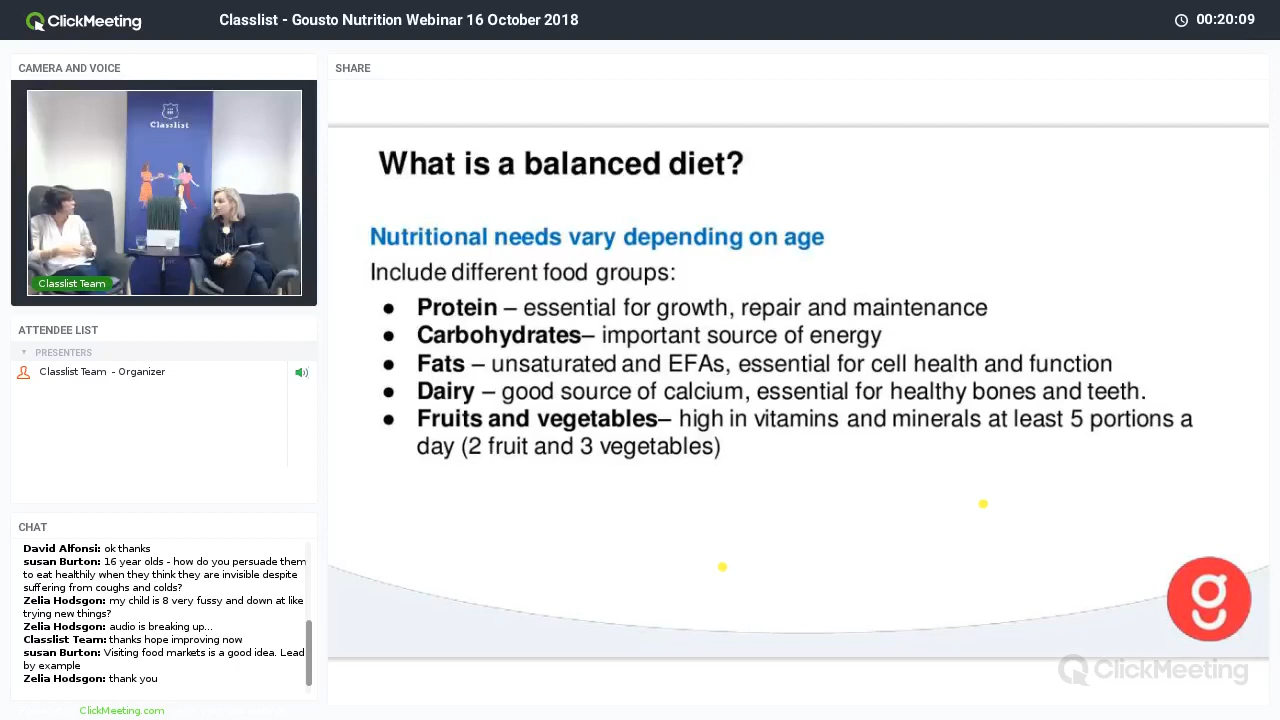 ClickMeeting
Classlist - Gousto Nutrition Webinar 16 October 2018
00:20:09
CAMERA AND VOICE
Classlist
Classlist Team
ATTENDEE LIST
PRESENTERS
Classlist Team - Organizer
CHAT
David Alfonsi: ok thanks
susan Burton: 16 year olds - how do you persuade them
to eat healthily when they think they are invisible despite
suffering from coughs and colds?
Zelia Hodsgon: my child is 8 very fussy and down at like
trying new things?
Zelia Hodsgon: audio is breaking up...
Classlist Team: thanks hope improving now
susan Burton: Visiting food markets is a good idea. Lead
by example
Zelia Hodsgon: thank you
ClickMeeting.com
SHARE
What is a balanced diet?
Nutritional needs vary depending on age
Include different food groups:
● Protein – essential for growth, repair and maintenance
● Carbohydrates– important source of energy
● Fats – unsaturated and EFAs, essential for cell health and function
● Dairy – good source of calcium, essential for healthy bones and teeth.
● Fruits and vegetables– high in vitamins and minerals at least 5 portions a
day (2 fruit and 3 vegetables)
g
ClickMeeting